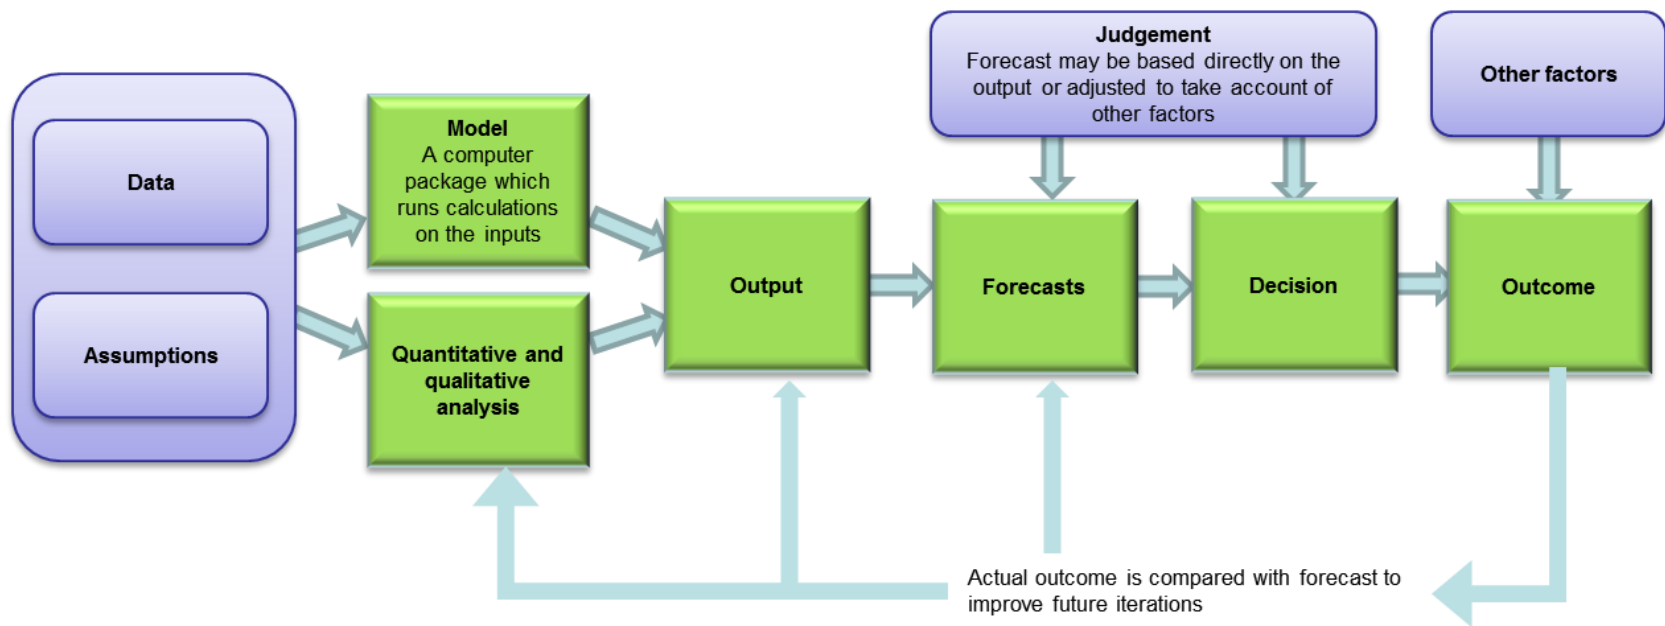 Data
Assumptions
Model
A computer
package which
runs calculations
on the inputs
Quantitative and
qualitative
analysis
Output
Judgement
Forecast may be based directly on the
output or adjusted to take account of
other factors
Forecasts
Decision
Other factors
Outcome
Actual outcome is compared with forecast to
improve future iterations